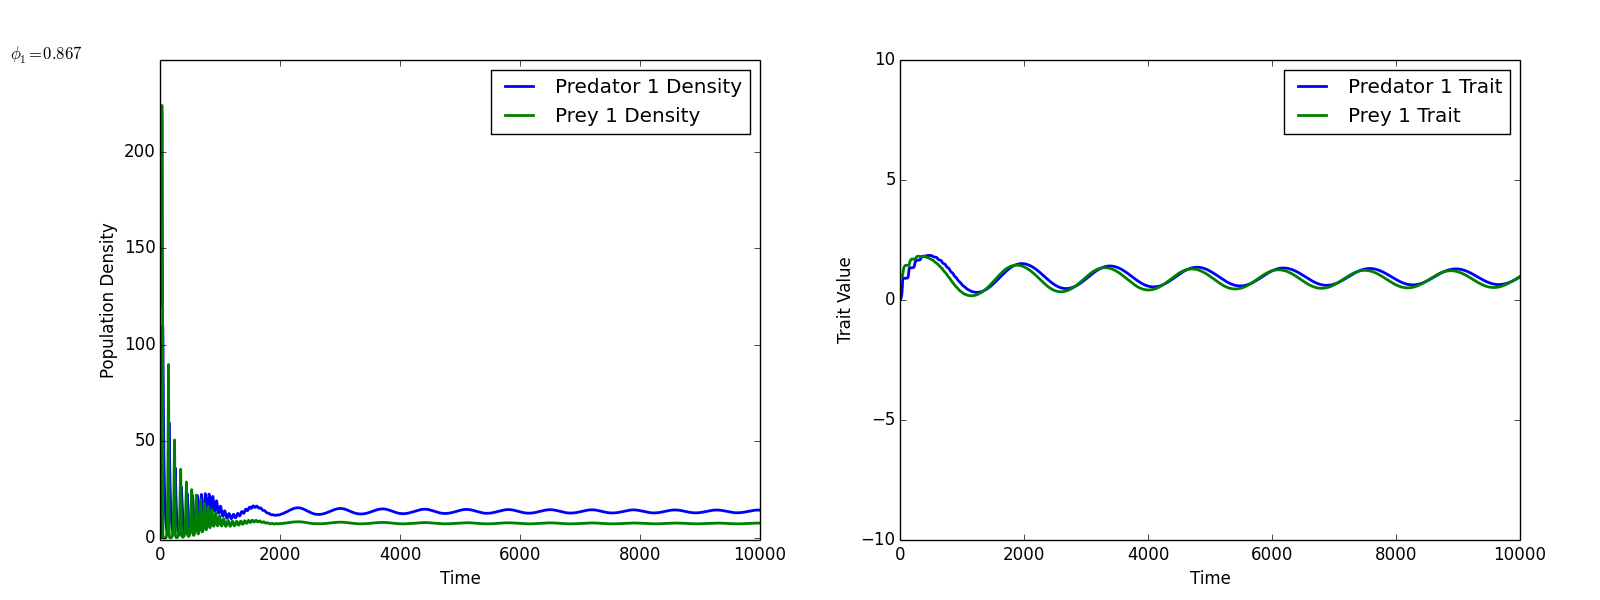 ϕ₁=0.867
Population Density
200
150
100
50
0
0 2000 4000 6000 8000 10000
Time
Predator 1 Density
Prey 1 Density
Trait Value
10
5
0
−5
−10
0 2000 4000 6000 8000 10000
Time
Predator 1 Trait
Prey 1 Trait